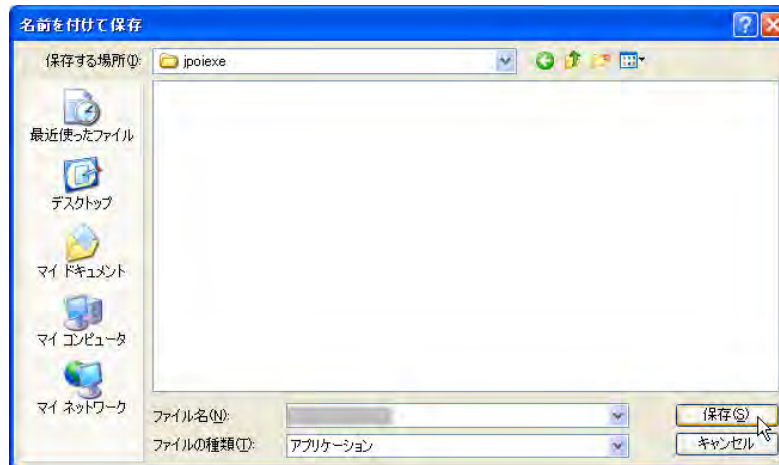 名前を付けて保存
保存する場所(I):
jpoiexe
最近使ったファイル
デスクトップ
マイ ドキュメント
マイ コンピュータ
マイ ネットワーク
ファイル名(N):
保存(S)
ファイルの種類(T):
アプリケーション
キャンセル